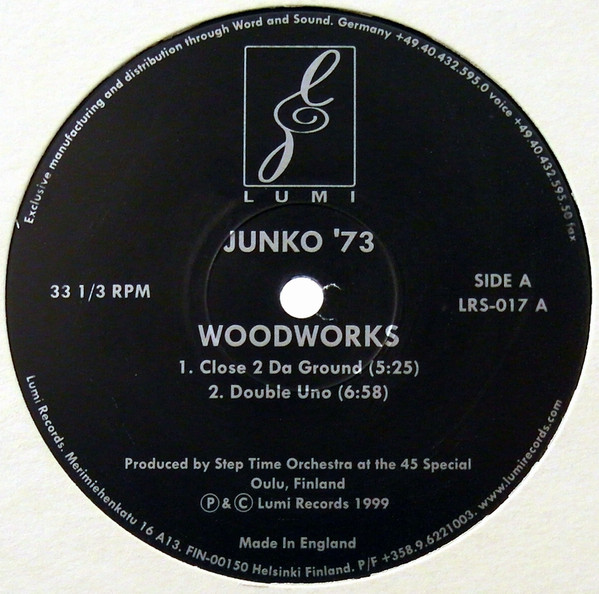 Exclusive manufacturing and distribution through Word and Sound. Germany +49.40.432.595.0 voice +49.40.432.595.50 fax
LUMI
JUNKO '73
33 1/3 RPM
SIDE A
LRS-017 A
WOODWORKS
1. Close 2 Da Ground (5:25)
2. Double Uno (6:58)
Produced by Step Time Orchestra at the 45 Special
Oulu, Finland
Ⓟ & © Lumi Records 1999
Made In England
Lumi Records. Merimiehenkatu 16 A13. FIN-00150 Helsinki Finland. P/F +358.9.6221003. www.lumirecords.com